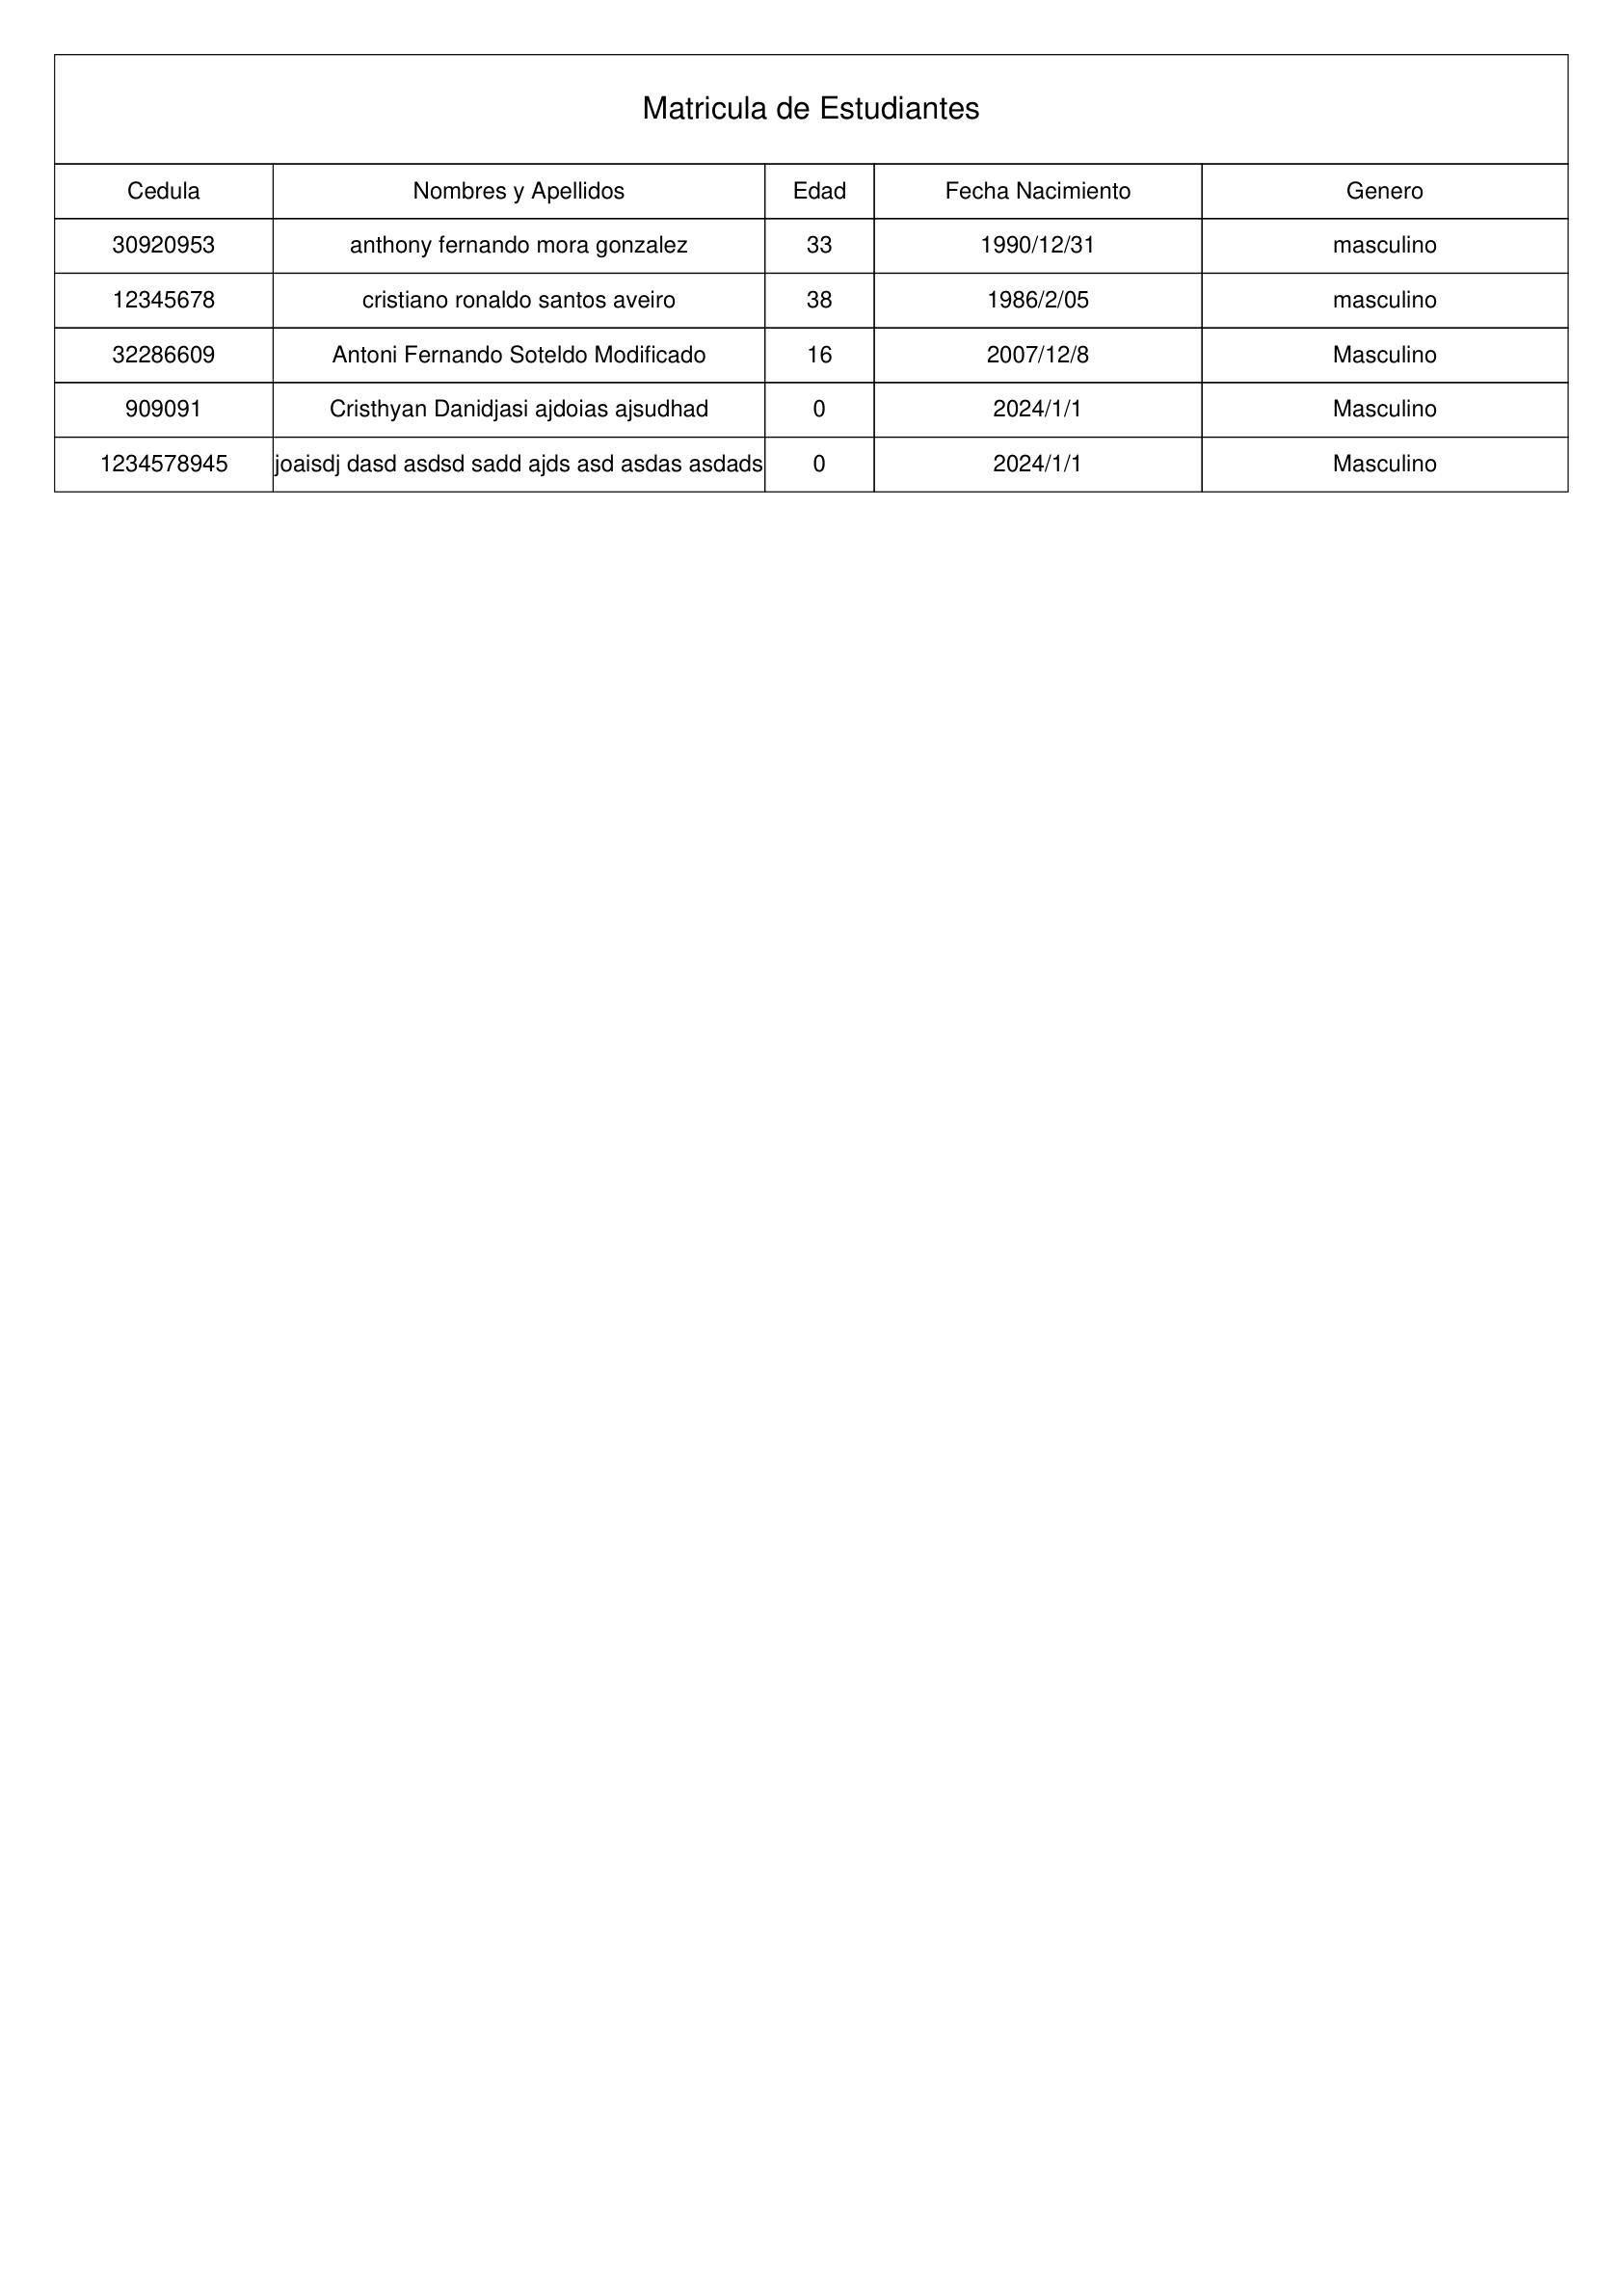 Matricula de Estudiantes
Cedula Nombres y Apellidos Edad Fecha Nacimiento Genero
30920953 anthony fernando mora gonzalez 33 1990/12/31 masculino
12345678 cristiano ronaldo santos aveiro 38 1986/2/05 masculino
32286609 Antoni Fernando Soteldo Modificado 16 2007/12/8 Masculino
909091 Cristhyan Danidjasi ajdoias ajsudhad 0 2024/1/1 Masculino
1234578945 joaisdj dasd asdsd sadd ajds asd asdas asdads 0 2024/1/1 Masculino